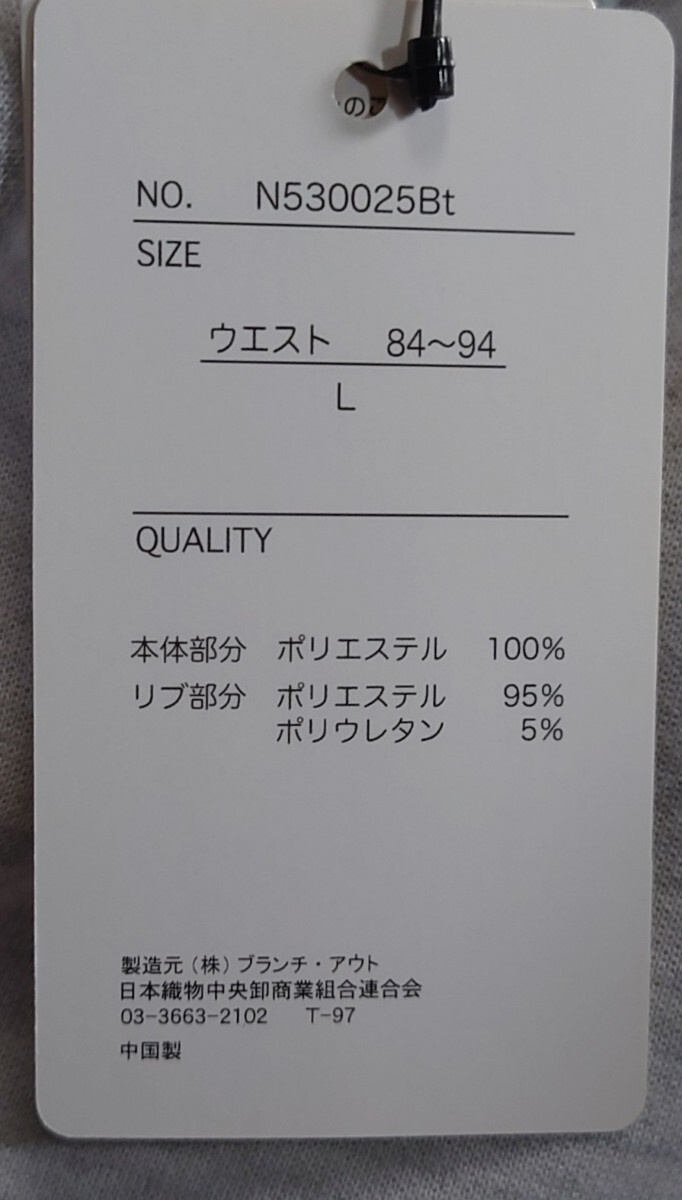 NO. N530025Bt
SIZE
ウエスト 84～94
L
QUALITY
本体部分 ポリエステル 100%
リブ部分 ポリエステル 95%
ポリウレタン 5%
製造元（株）ブランチ・アウト
日本織物中央卸商業組合連合会
03-3663-2102 T-97
中国製